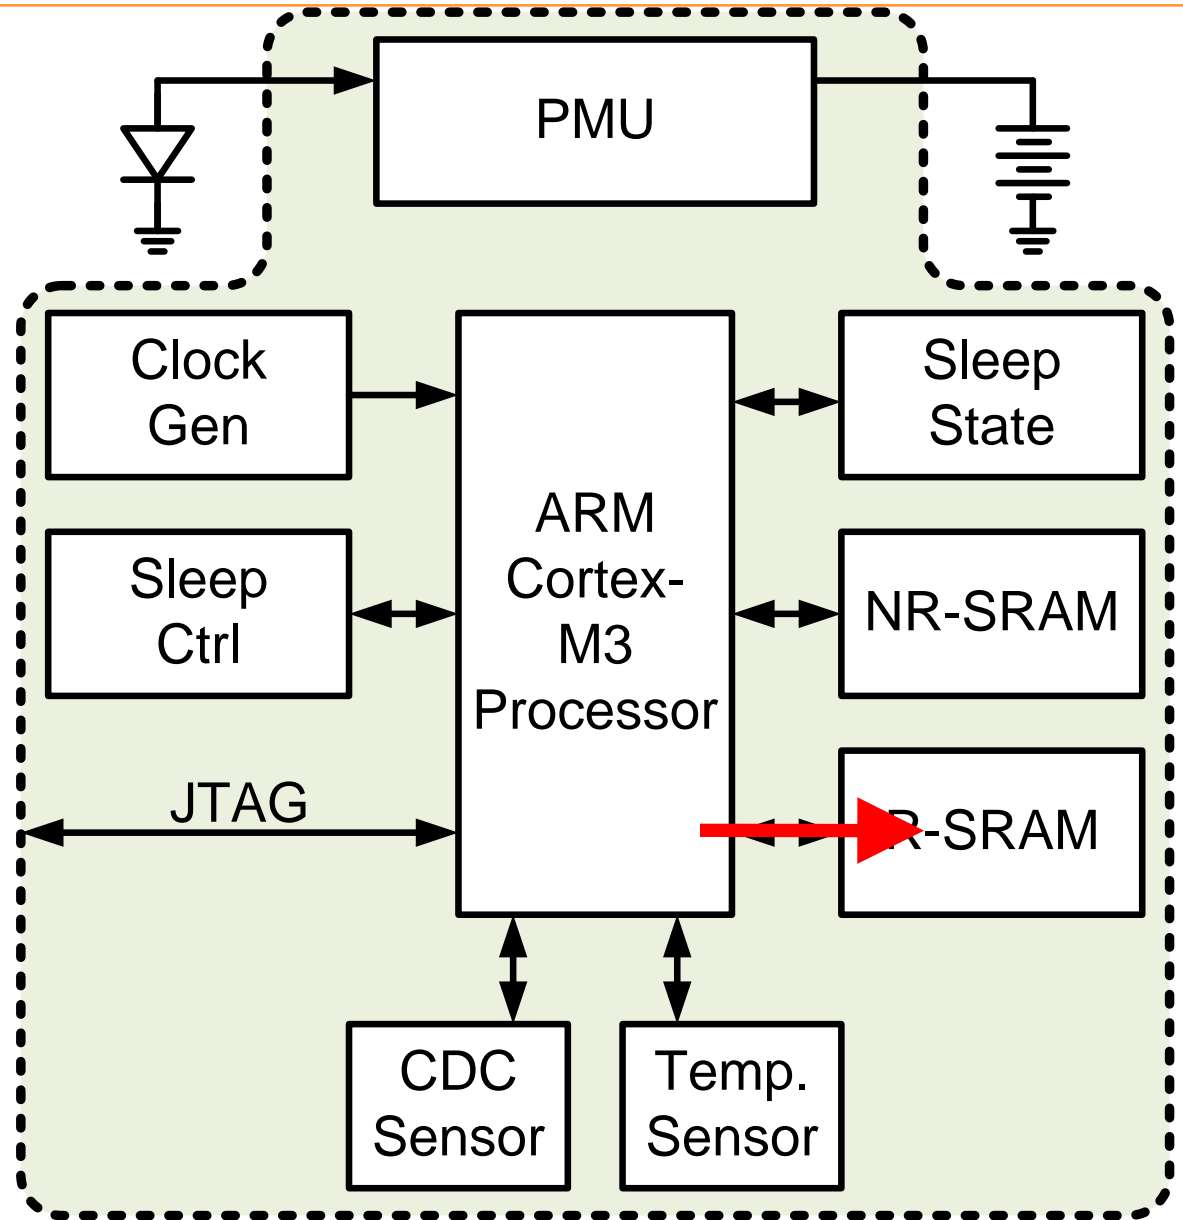 PMU
Clock
Gen
Sleep
State
ARM
Cortex-
M3
Processor
Sleep
Ctrl
NR-SRAM
JTAG
R-SRAM
CDC
Sensor
Temp.
Sensor